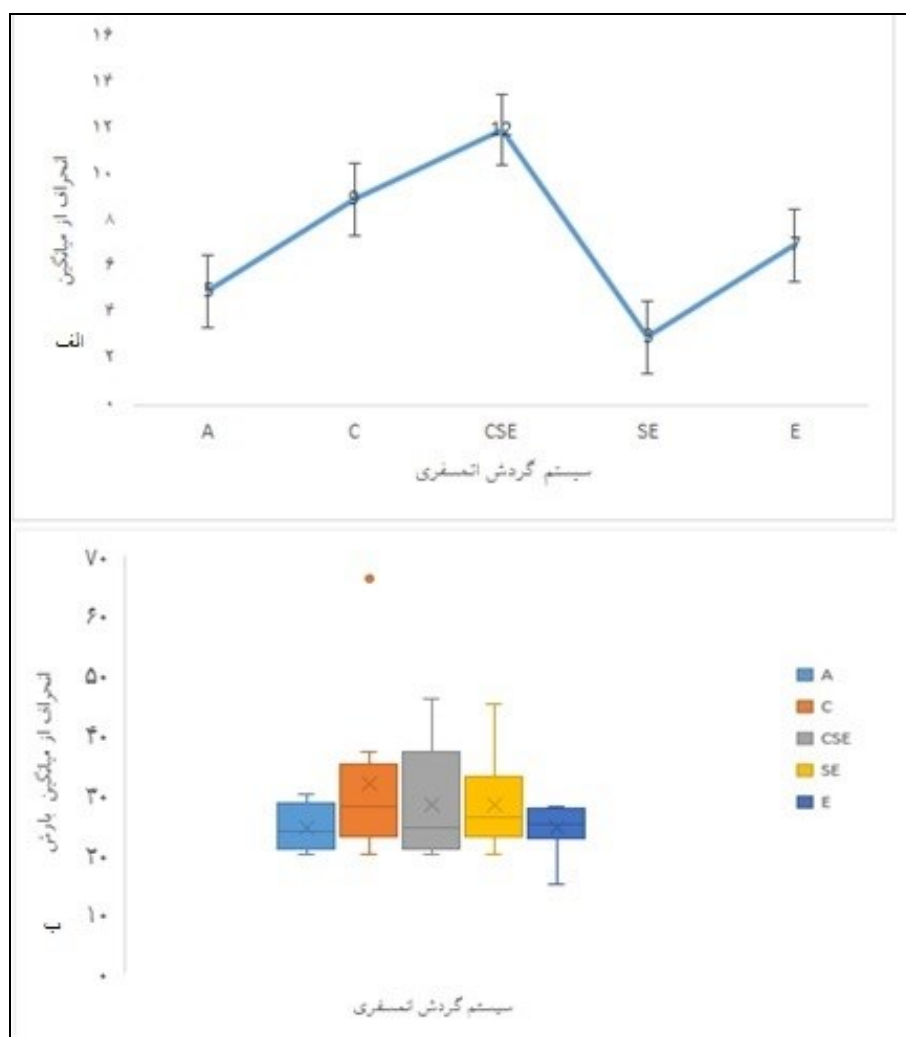 ۱۶
۱۴
۱۲
۱۰
۸
۶
۴
۲
۰
انحراف از میانگین
الف
5
9
12
3
7
A
C
CSE
SE
E
سیستم گردش اتمسفری
۷۰
۶۰
۵۰
۴۰
۳۰
۲۰
۱۰
۰
انحراف از میانگین بارش
ب
A
C
CSE
SE
E
سیستم گردش اتمسفری